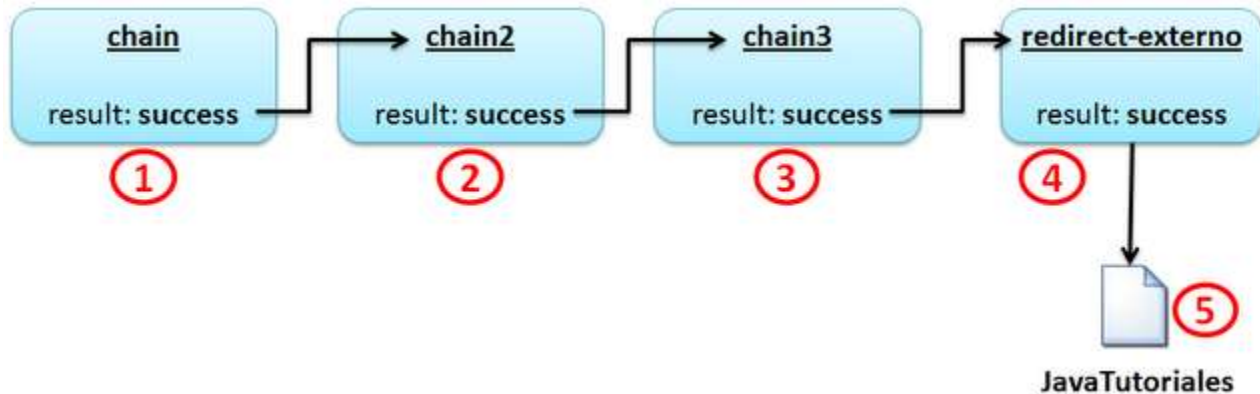 chain
chain2
chain3
redirect-externo
result: success
result: success
result: success
result: success
1
2
3
4
5
JavaTutoriales